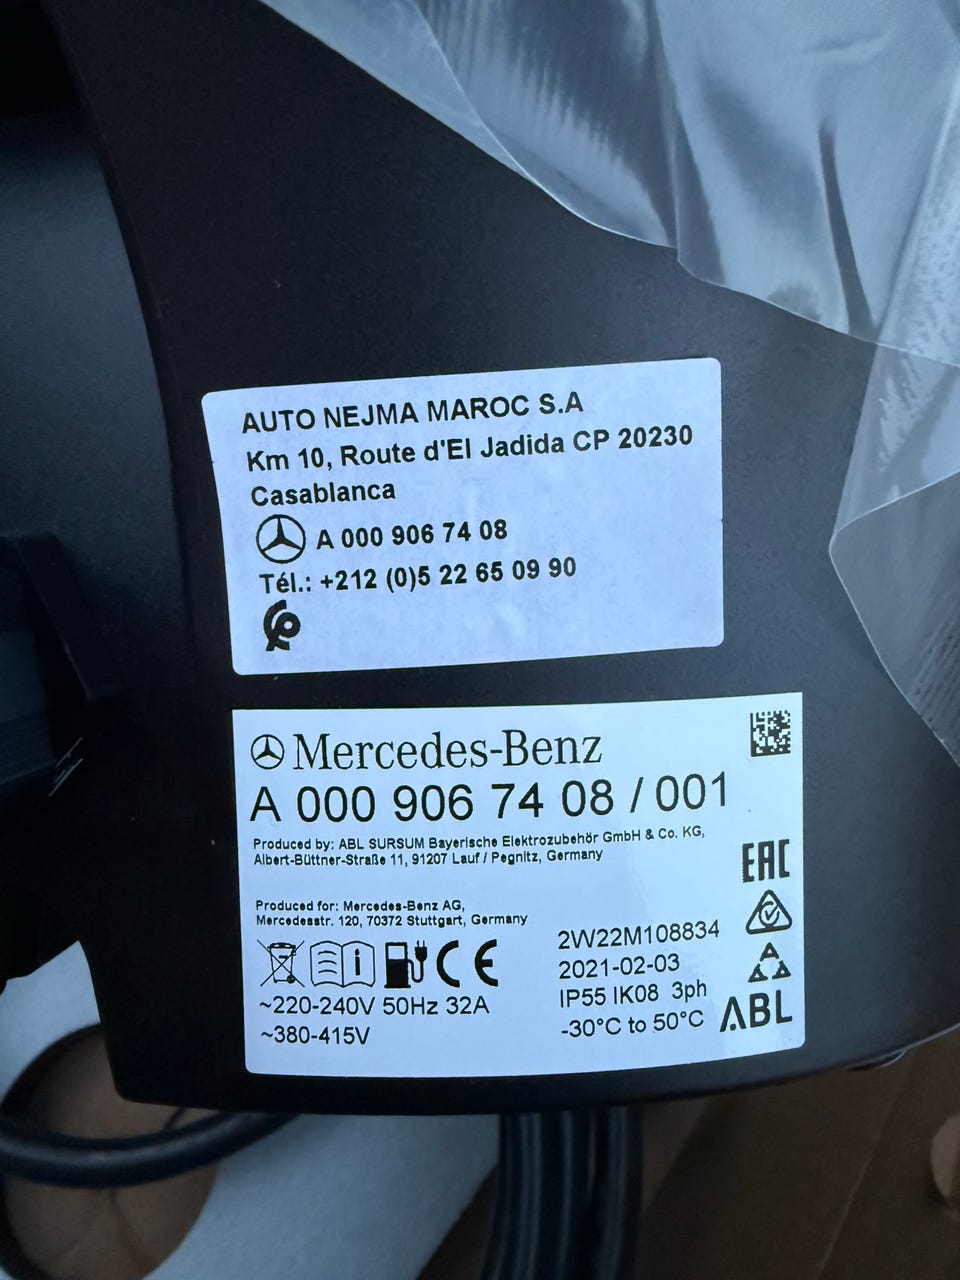 AUTO NEJMA MAROC S.A
Km 10, Route d'El Jadida CP 20230
Casablanca
A 000 906 74 08
Tél.: +212 (0)5 22 65 09 90
Mercedes-Benz
A 000 906 74 08 / 001
Produced by: ABL SURSUM Bayerische Elektrozubehör GmbH & Co. KG,
Albert-Büttner-Straße 11, 91207 Lauf / Pegnitz, Germany
EAC
Produced for: Mercedes-Benz AG,
Mercedesstr. 120, 70372 Stuttgart, Germany
CE
~220-240V 50Hz 32A
~380-415V
2W22M108834
2021-02-03
IP55 IK08 3ph
-30°C to 50°C
ABL